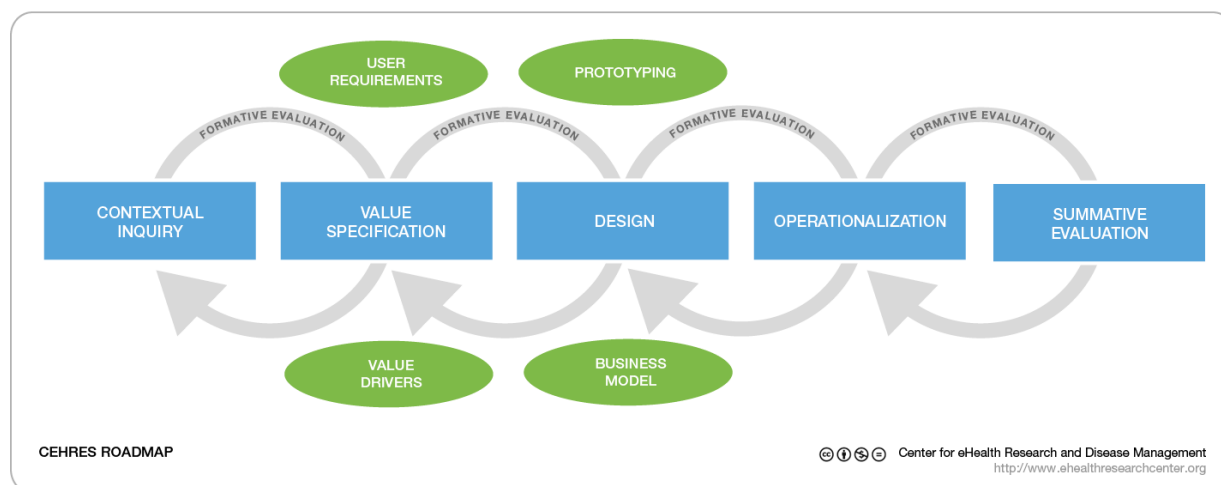 USER
REQUIREMENTS
PROTOTYPING
FORMATIVE EVALUATION
FORMATIVE EVALUATION
FORMATIVE EVALUATION
FORMATIVE EVALUATION
CONTEXTUAL
INQUIRY
VALUE
SPECIFICATION
DESIGN
OPERATIONALIZATION
SUMMATIVE
EVALUATION
VALUE
DRIVERS
BUSINESS
MODEL
CEHRES ROADMAP
cc Center for eHealth Research and Disease Management
http://www.ehealthresearchcenter.org